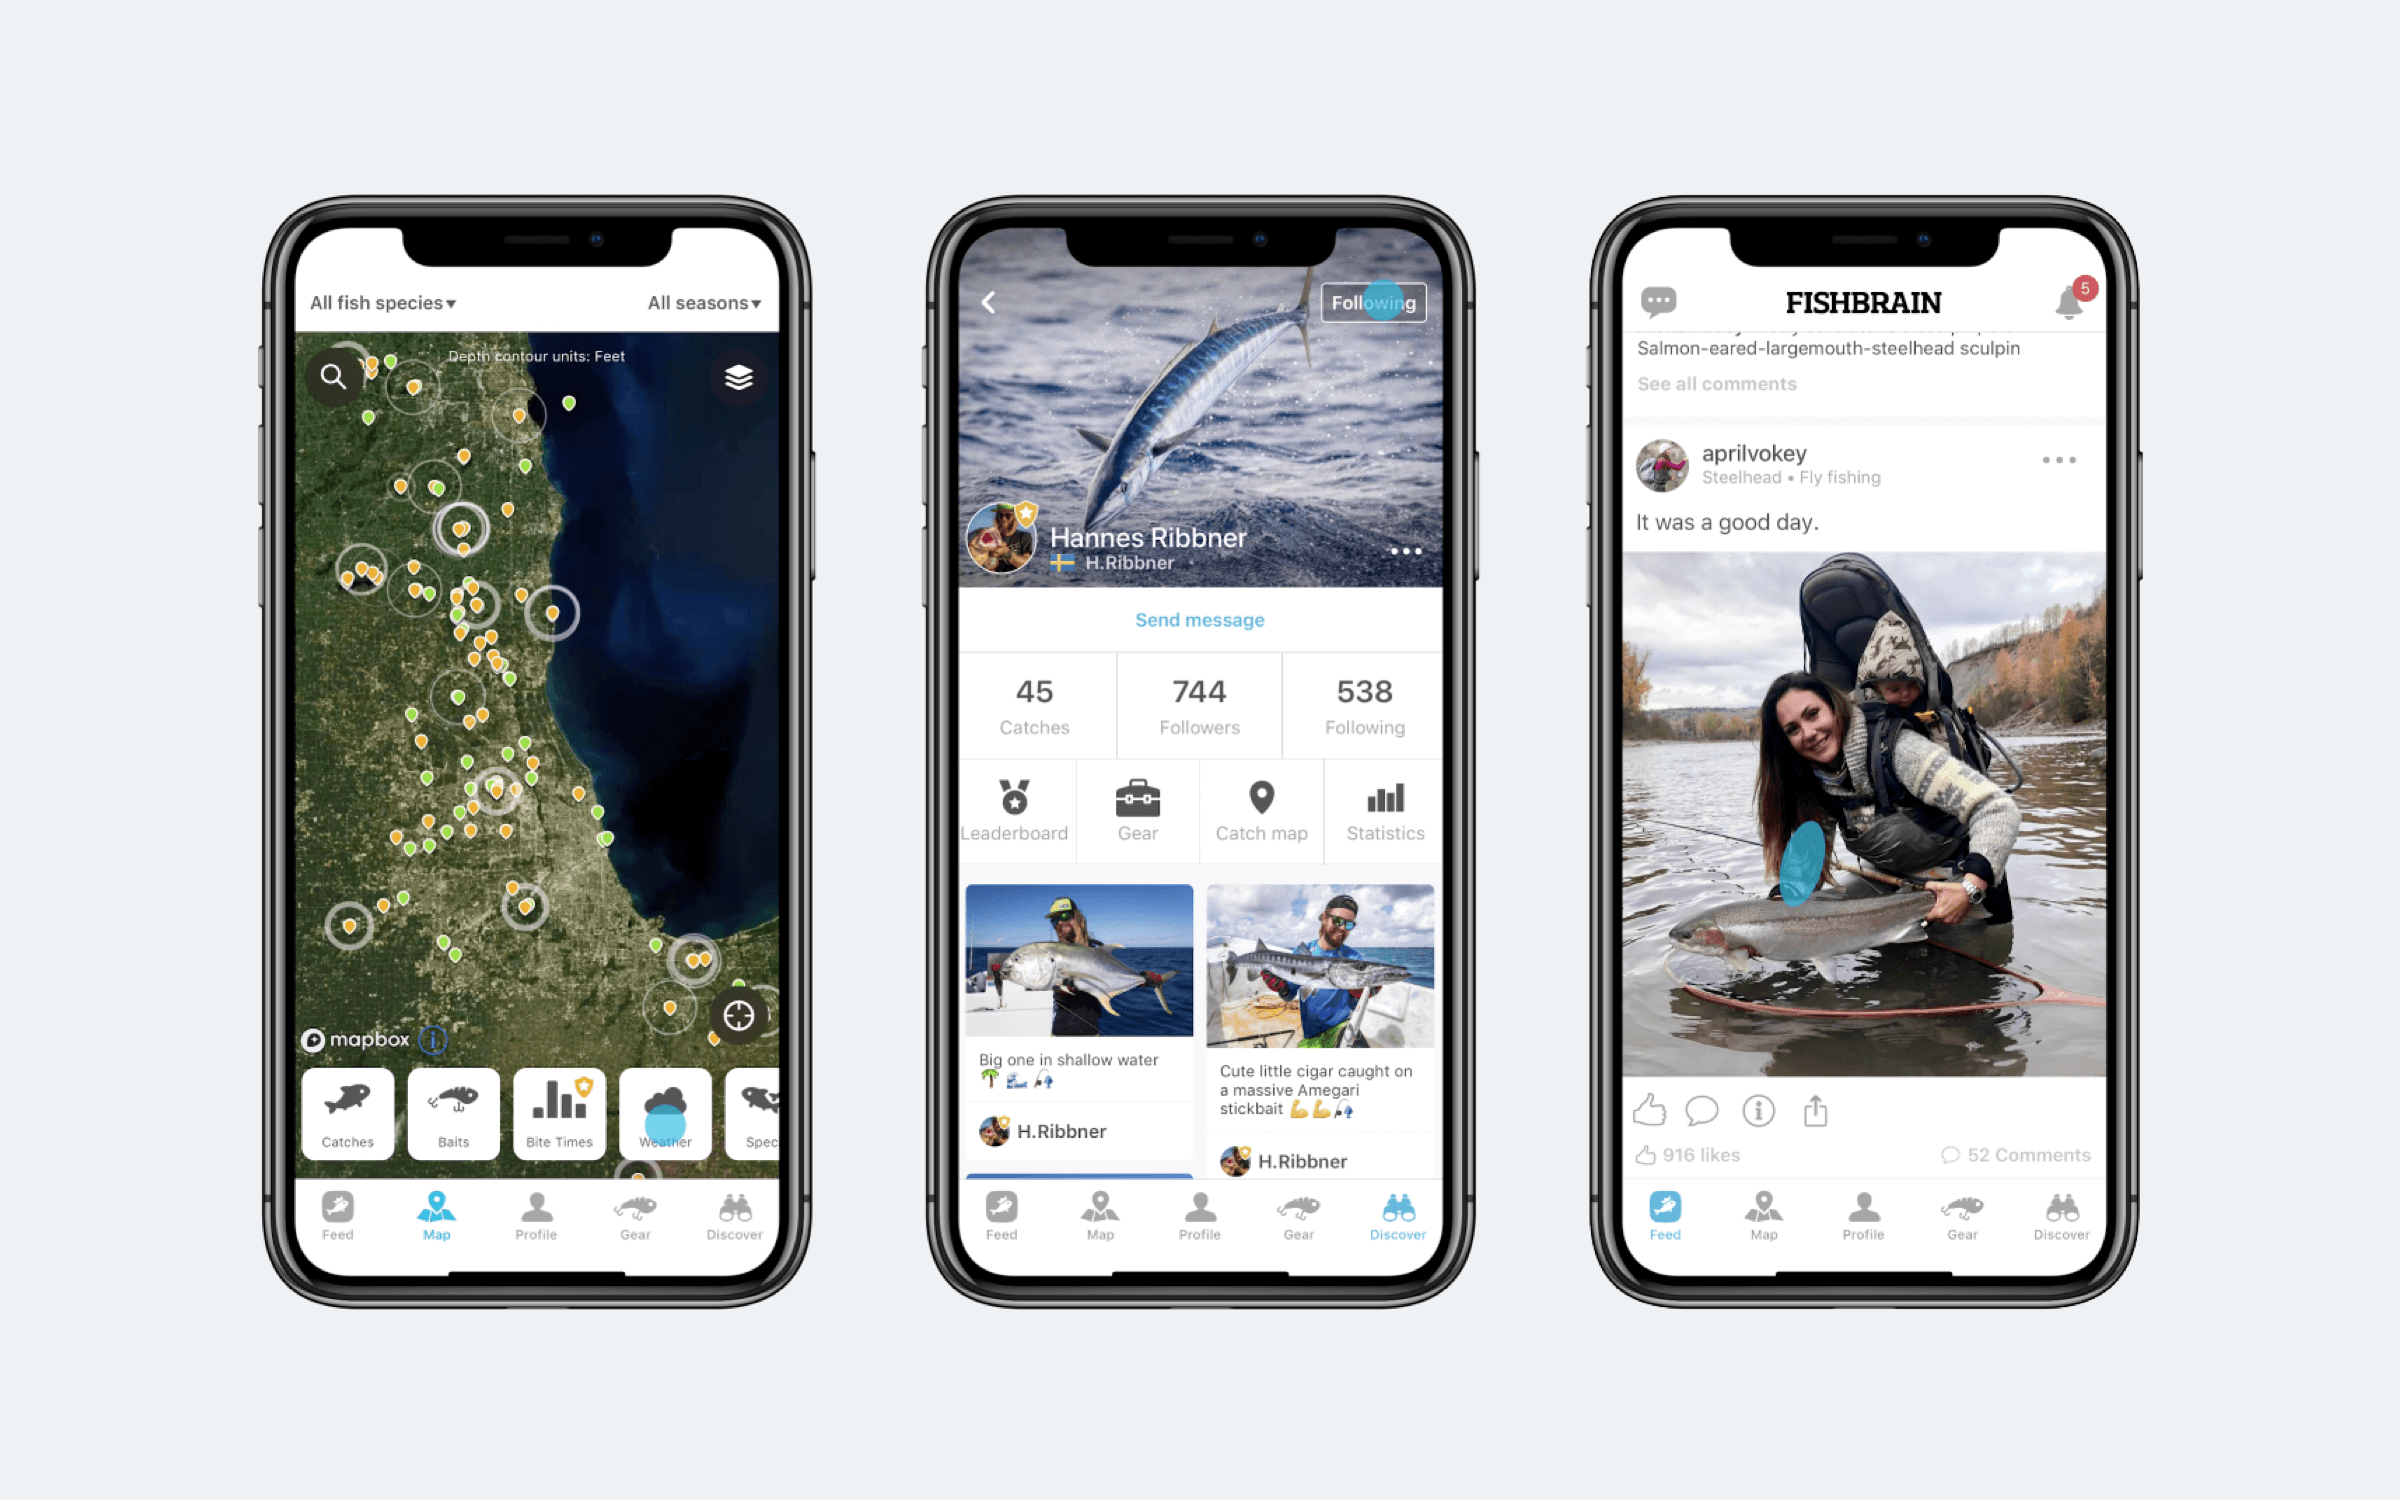 All fish species▾
All seasons▾
Depth contour units: Feet
mapbox
Catches
Baits
Bite Times
Weather
Spec
Feed
Map
Profile
Gear
Discover
Following
Hannes Ribbner
H.Ribbner
Send message
45
Catches
744
Followers
538
Following
Leaderboard
Gear
Catch map
Statistics
Big one in shallow water
🌴 🌊 🎣
H.Ribbner
Cute little cigar caught on
a massive Amegari
stickbait 💪💪🎣
H.Ribbner
Feed
Map
Profile
Gear
Discover
FISHBRAIN
5
Salmon-eared-largemouth-steelhead sculpin
See all comments
aprilvokey
Steelhead • Fly fishing
It was a good day.
916 likes
52 Comments
Feed
Map
Profile
Gear
Discover